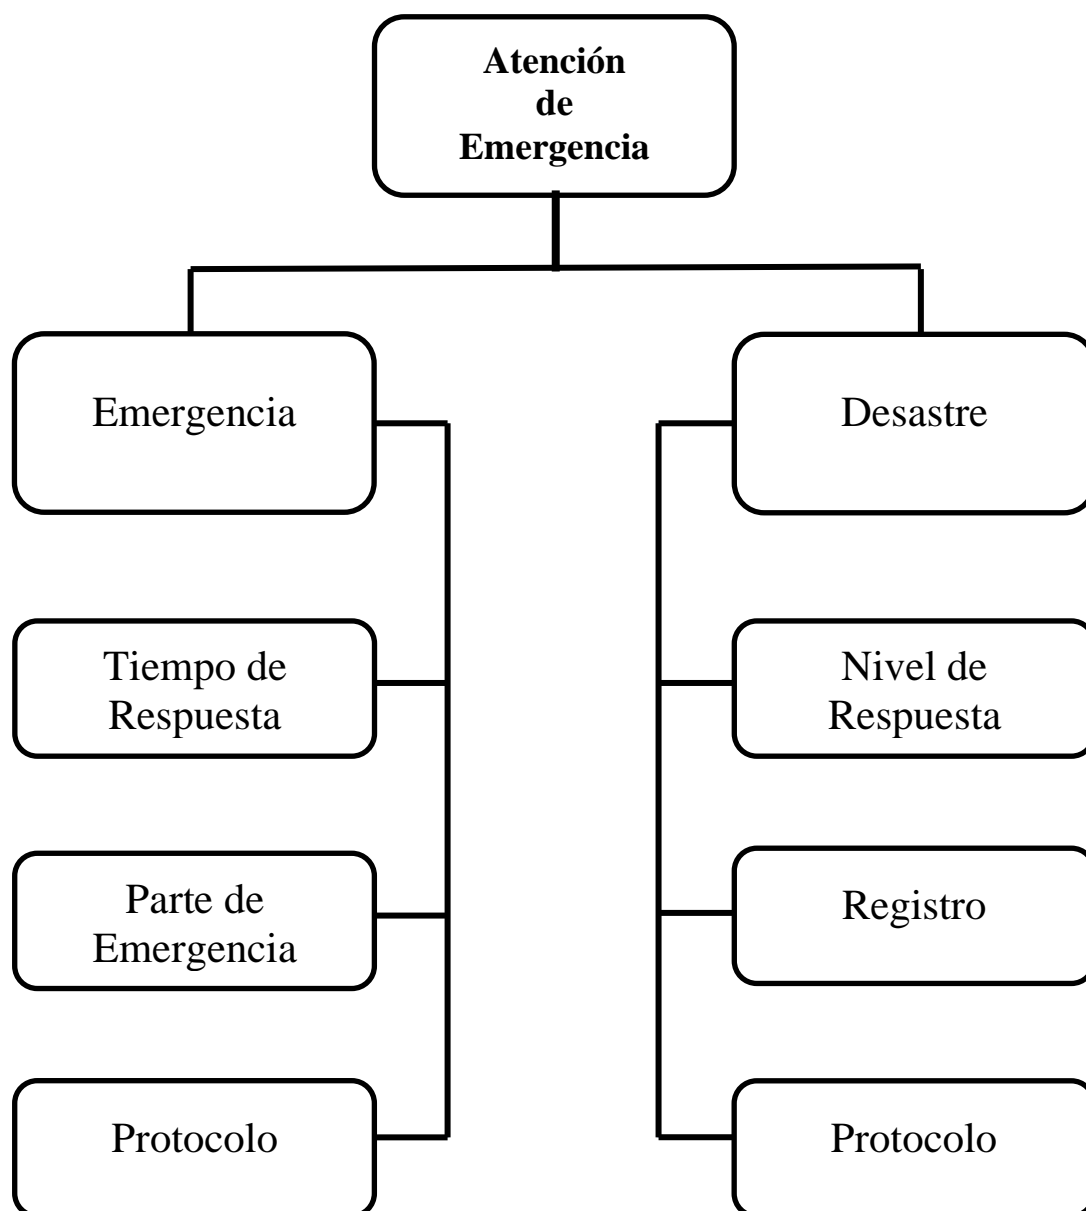 Atención
de
Emergencia
Emergencia
Desastre
Tiempo de
Respuesta
Nivel de
Respuesta
Parte de
Emergencia
Registro
Protocolo
Protocolo